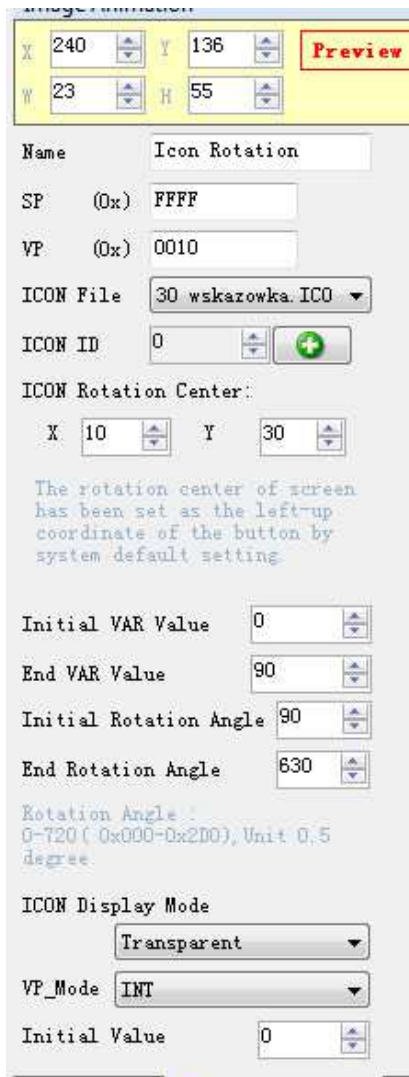 Image Animation
X 240 Y 136 Preview
W 23 H 55
Name Icon Rotation
SP (0x) FFFF
VP (0x) 0010
ICON File 30 wskazowka.ICO
ICON ID 0
ICON Rotation Center:
X 10 Y 30
The rotation center of screen
has been set as the left-up
coordinate of the button by
system default setting.
Initial VAR Value 0
End VAR Value 90
Initial Rotation Angle 90
End Rotation Angle 630
Rotation Angle :
0-720( 0x000-0x2D0), Unit 0.5
degree
ICON Display Mode
Transparent
VP_Mode INT
Initial Value 0